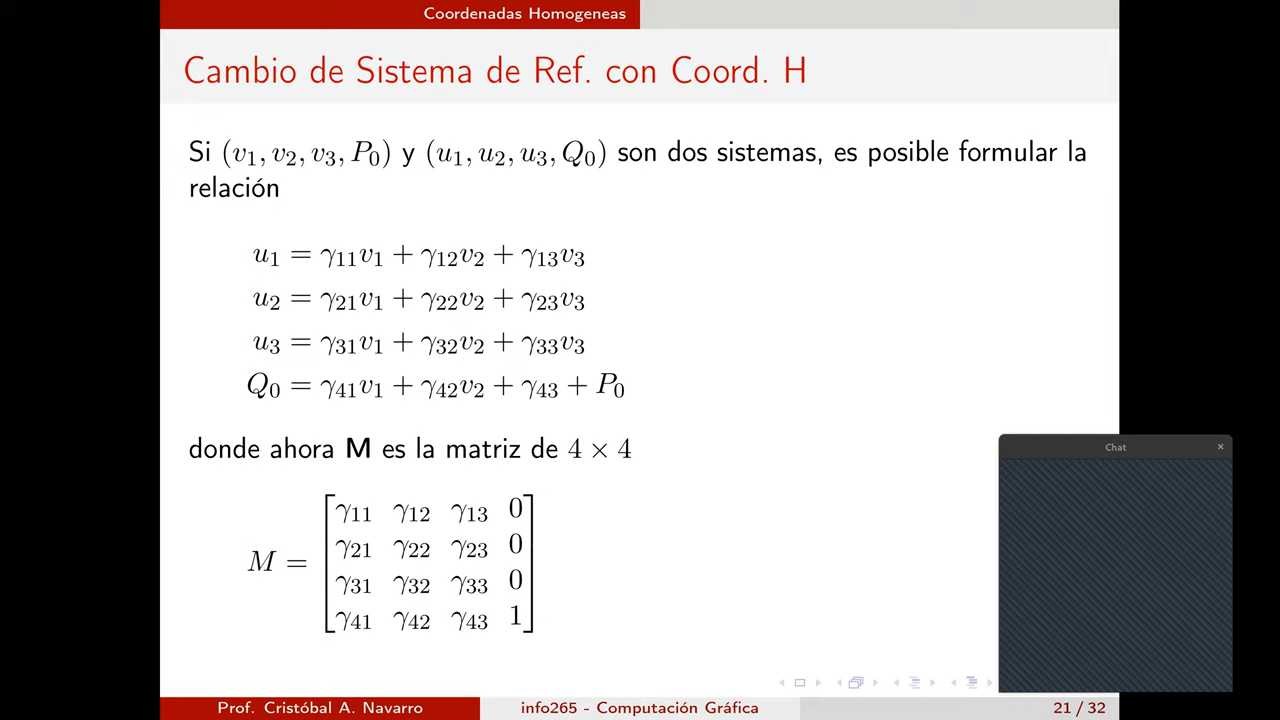 Coordenadas Homogeneas
Cambio de Sistema de Ref. con Coord. H
Si (v₁, v₂, v₃, P₀) y (u₁, u₂, u₃, Q₀) son dos sistemas, es posible formular la
relación
u₁ = γ₁₁v₁ + γ₁₂v₂ + γ₁₃v₃
u₂ = γ₂₁v₁ + γ₂₂v₂ + γ₂₃v₃
u₃ = γ₃₁v₁ + γ₃₂v₂ + γ₃₃v₃
Q₀ = γ₄₁v₁ + γ₄₂v₂ + γ₄₃ + P₀
donde ahora M es la matriz de 4 × 4
M = [γ₁₁ γ₁₂ γ₁₃ 0
γ₂₁ γ₂₂ γ₂₃ 0
γ₃₁ γ₃₂ γ₃₃ 0
γ₄₁ γ₄₂ γ₄₃ 1]
Chat ×
Prof. Cristóbal A. Navarro info265 - Computación Gráfica 21 / 32